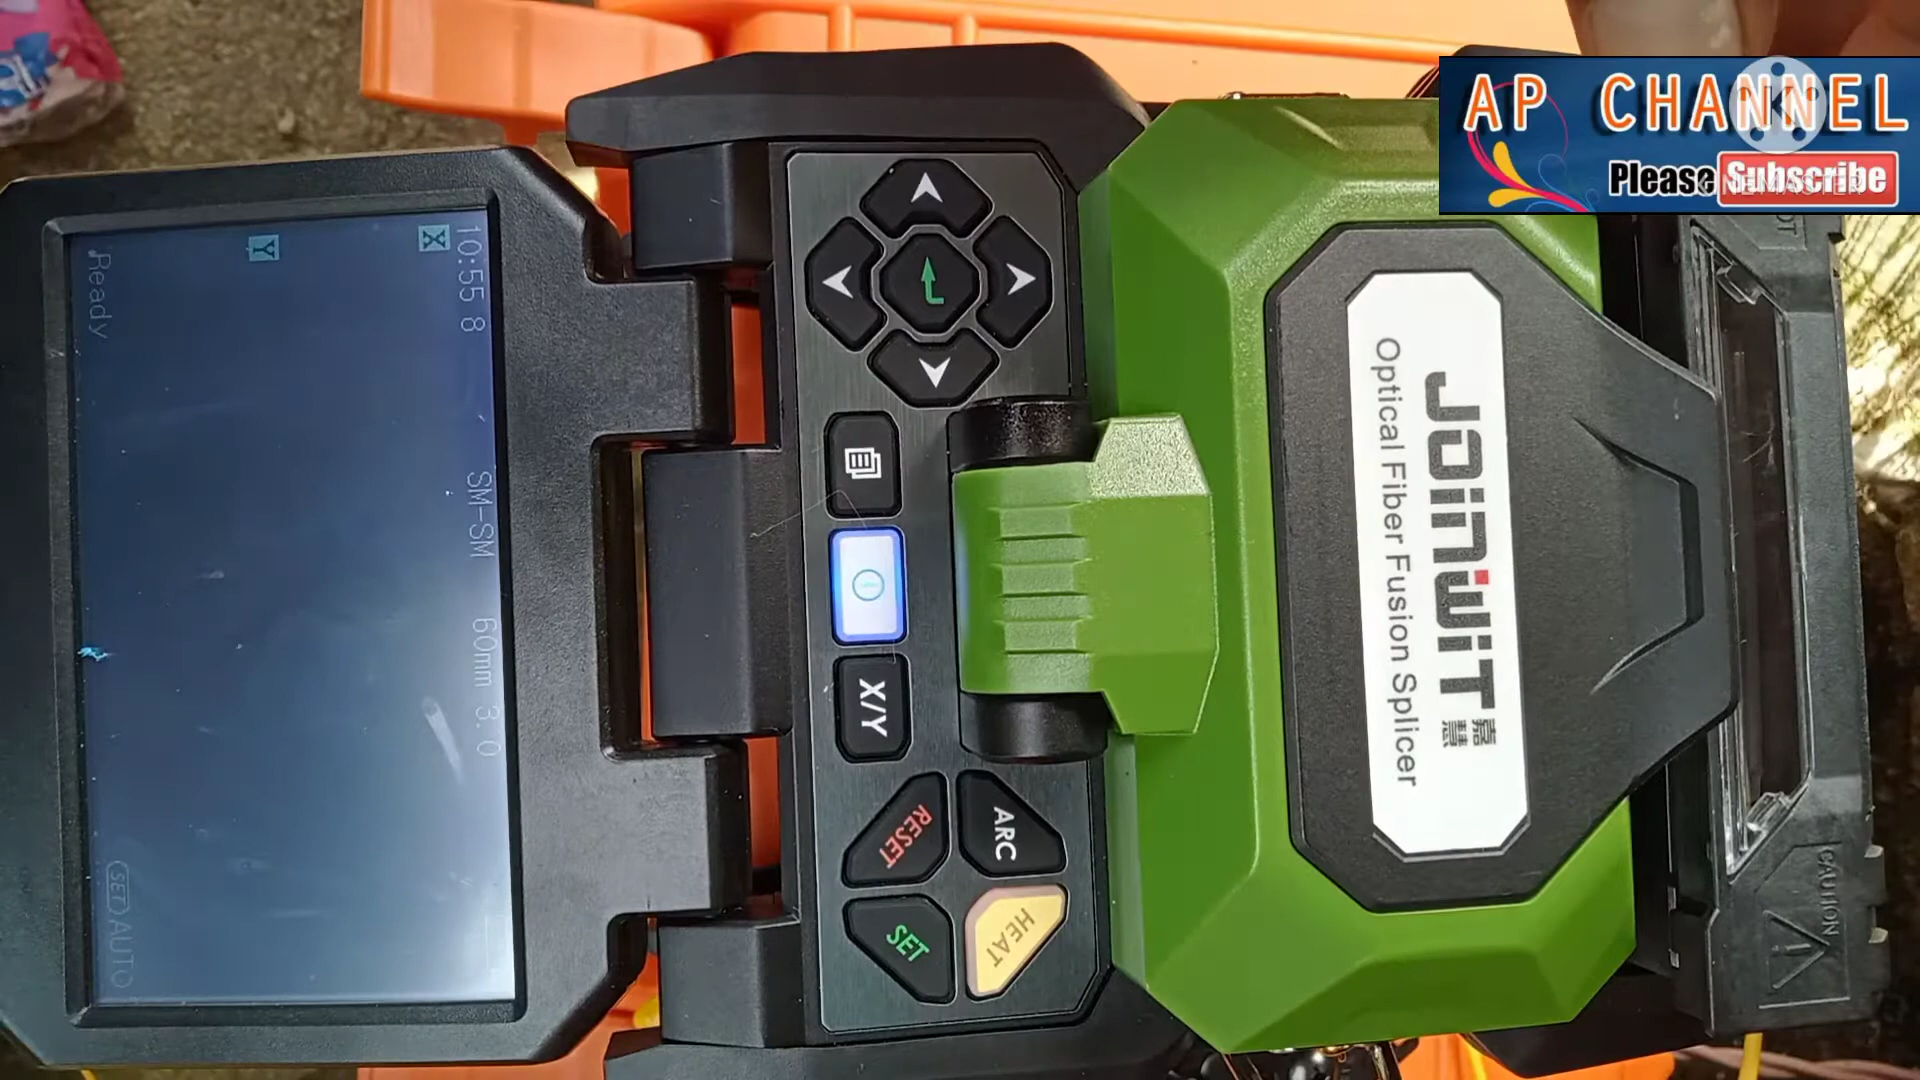 AP CHANNEL
Please Subscribe
KINEMASTER
10:55 8 SM-SM 60mm 3.0
X
Y
Ready
SET AUTO
X/Y
RESET
ARC
SET
HEAT
JOINWIT 嘉慧
Optical Fiber Fusion Splicer
CAUTION